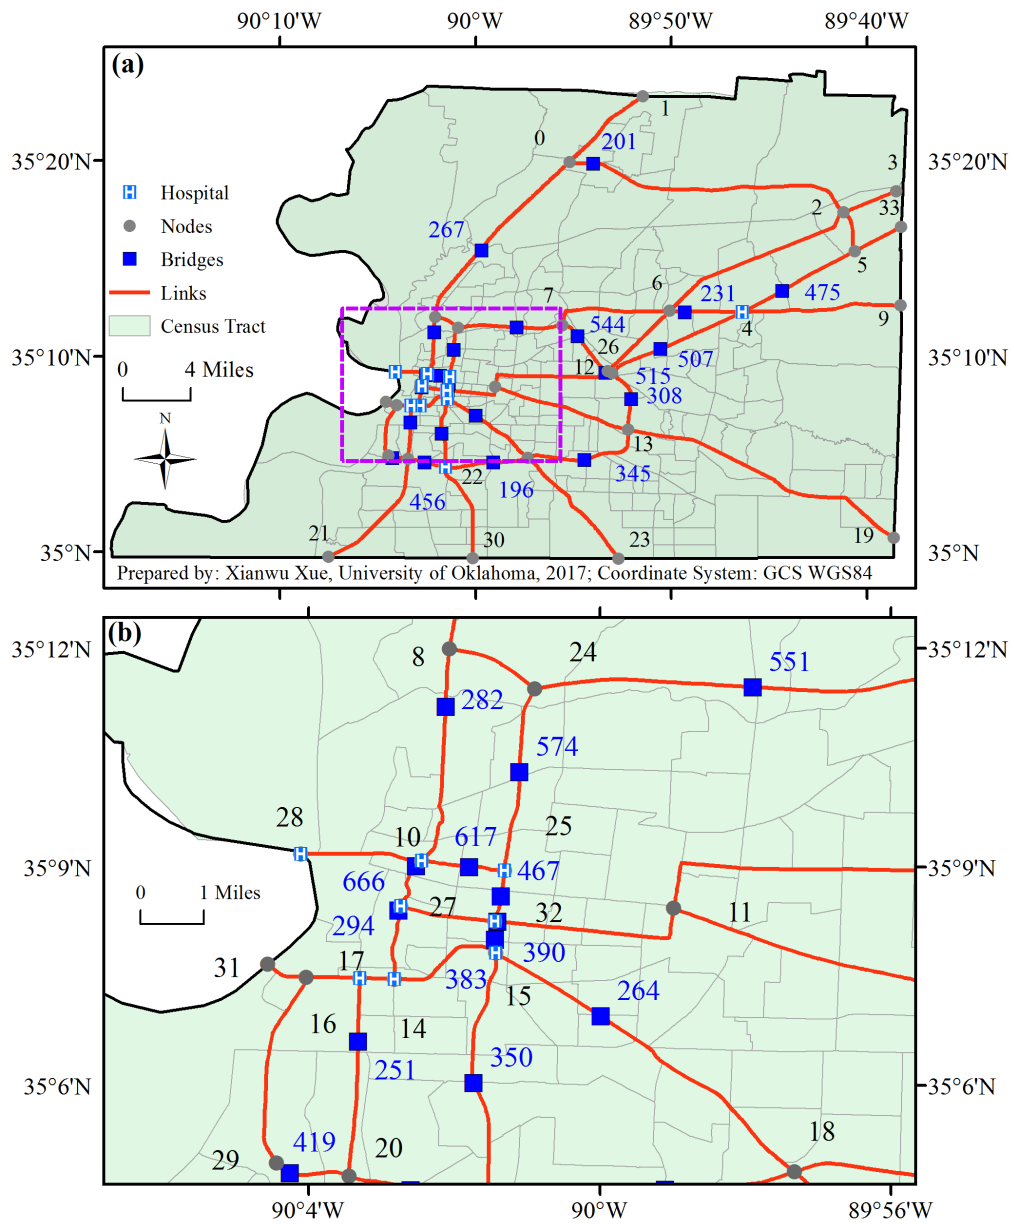 90°10'W 90°0'W 89°50'W 89°40'W
(a)
1
0
201
35°20'N 3 35°20'N
Hospital
2 33
Nodes
267
Bridges
5
Links
6 231 475
7
Census Tract
4 9
544
26
35°10'N 507 35°10'N
12
0 4 Miles
515
308
N
13
22
345
196
456
21 30 23 19
35°N 35°N
Prepared by: Xianwu Xue, University of Oklahoma, 2017; Coordinate System: GCS WGS84
(b)
35°12'N 8 24 551 35°12'N
282
574
28 25
10 617
35°9'N 467 35°9'N
666
0 1 Miles
27 32 11
294
390
31 17
383
15 264
16 14
350
251
35°6'N 35°6'N
419 18
29 20
90°4'W 90°0'W 89°56'W